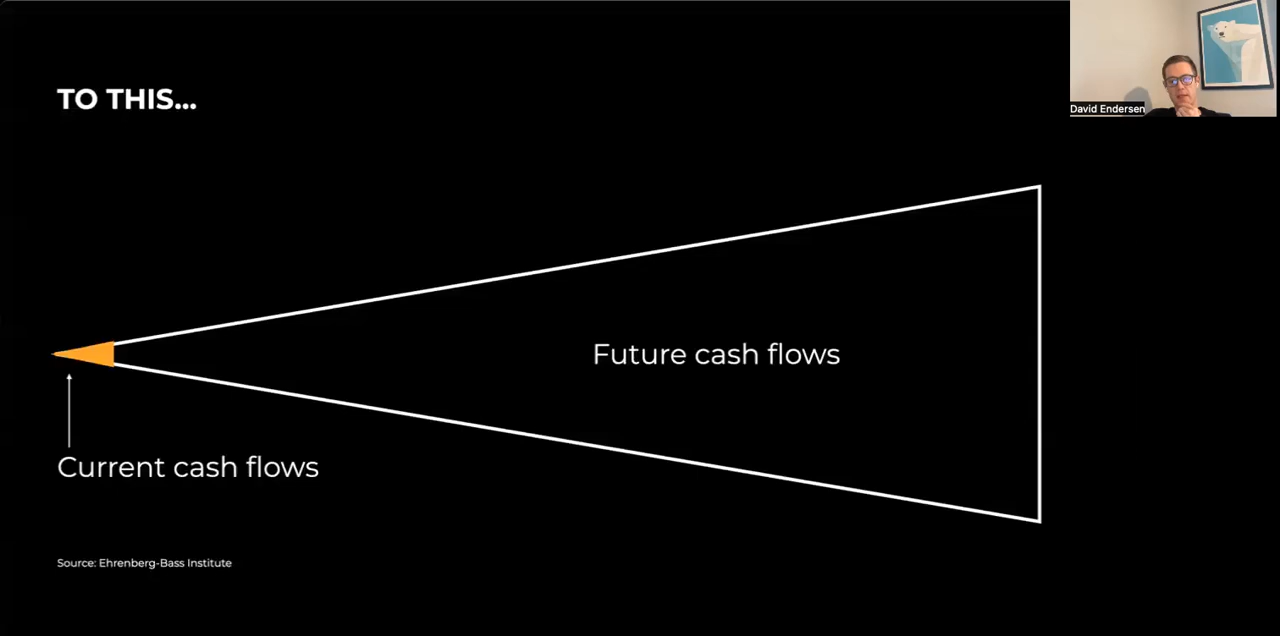 TO THIS...
David Endersen
Future cash flows
Current cash flows
Source: Ehrenberg-Bass Institute